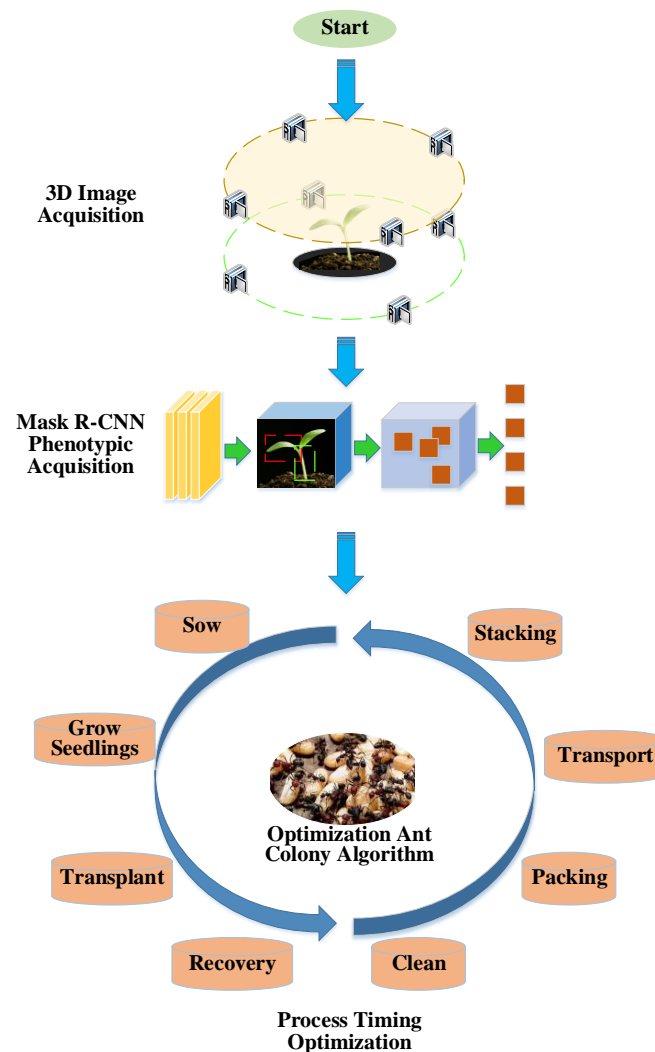 Start
3D Image
Acquisition
Mask R-CNN
Phenotypic
Acquisition
Sow
Stacking
Grow
Seedlings
Transport
Optimization Ant
Colony Algorithm
Transplant
Packing
Recovery
Clean
Process Timing
Optimization